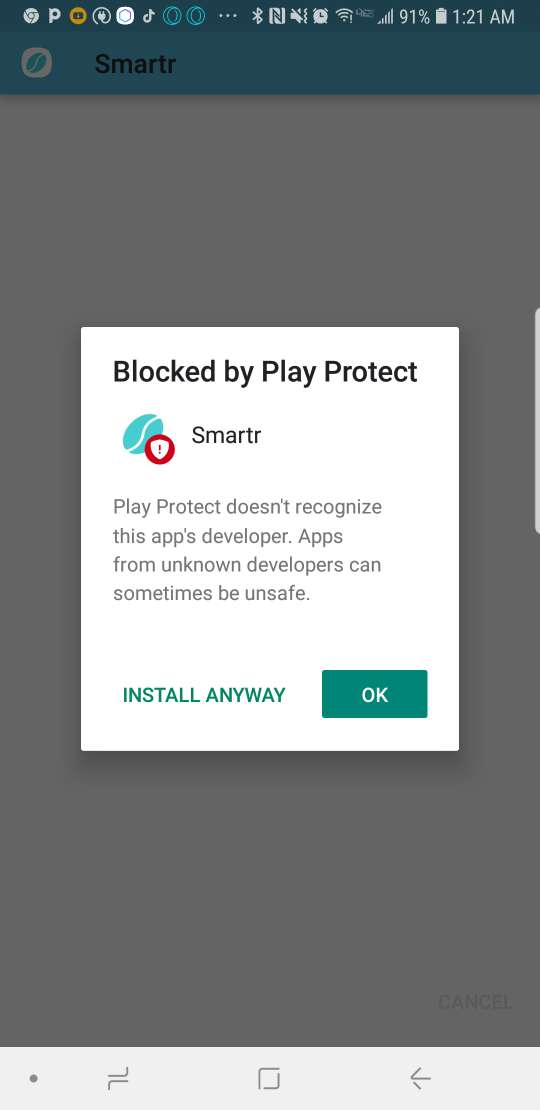 91% 1:21 AM
Smartr
Blocked by Play Protect
Smartr
Play Protect doesn't recognize
this app's developer. Apps
from unknown developers can
sometimes be unsafe.
INSTALL ANYWAY OK
CANCEL